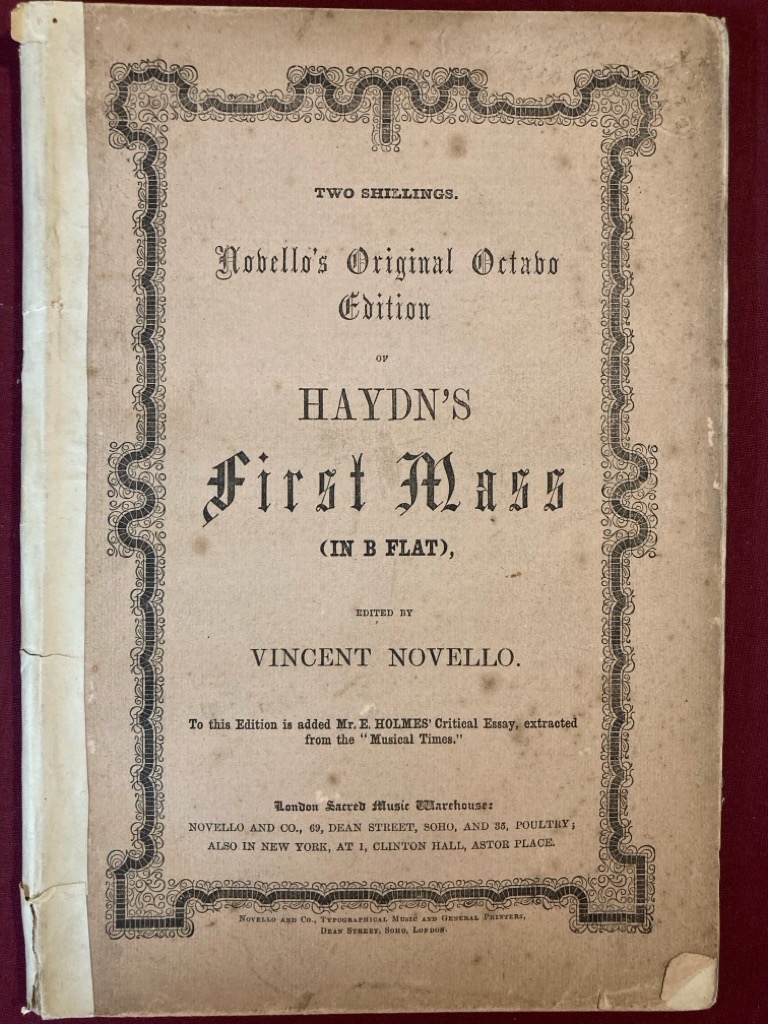 TWO SHILLINGS.
Novello's Original Octavo
Edition
OF
HAYDN'S
First Mass
(IN B FLAT),
EDITED BY
VINCENT NOVELLO.
To this Edition is added Mr. E. HOLMES' Critical Essay, extracted
from the "Musical Times."
London Sacred Music Warehouse:
NOVELLO AND CO., 69, DEAN STREET, SOHO, AND 35, POULTRY;
ALSO IN NEW YORK, AT 1, CLINTON HALL, ASTOR PLACE.
NOVELLO AND CO., TYPOGRAPHICAL MUSIC AND GENERAL PRINTERS,
DEAN STREET, SOHO, LONDON.